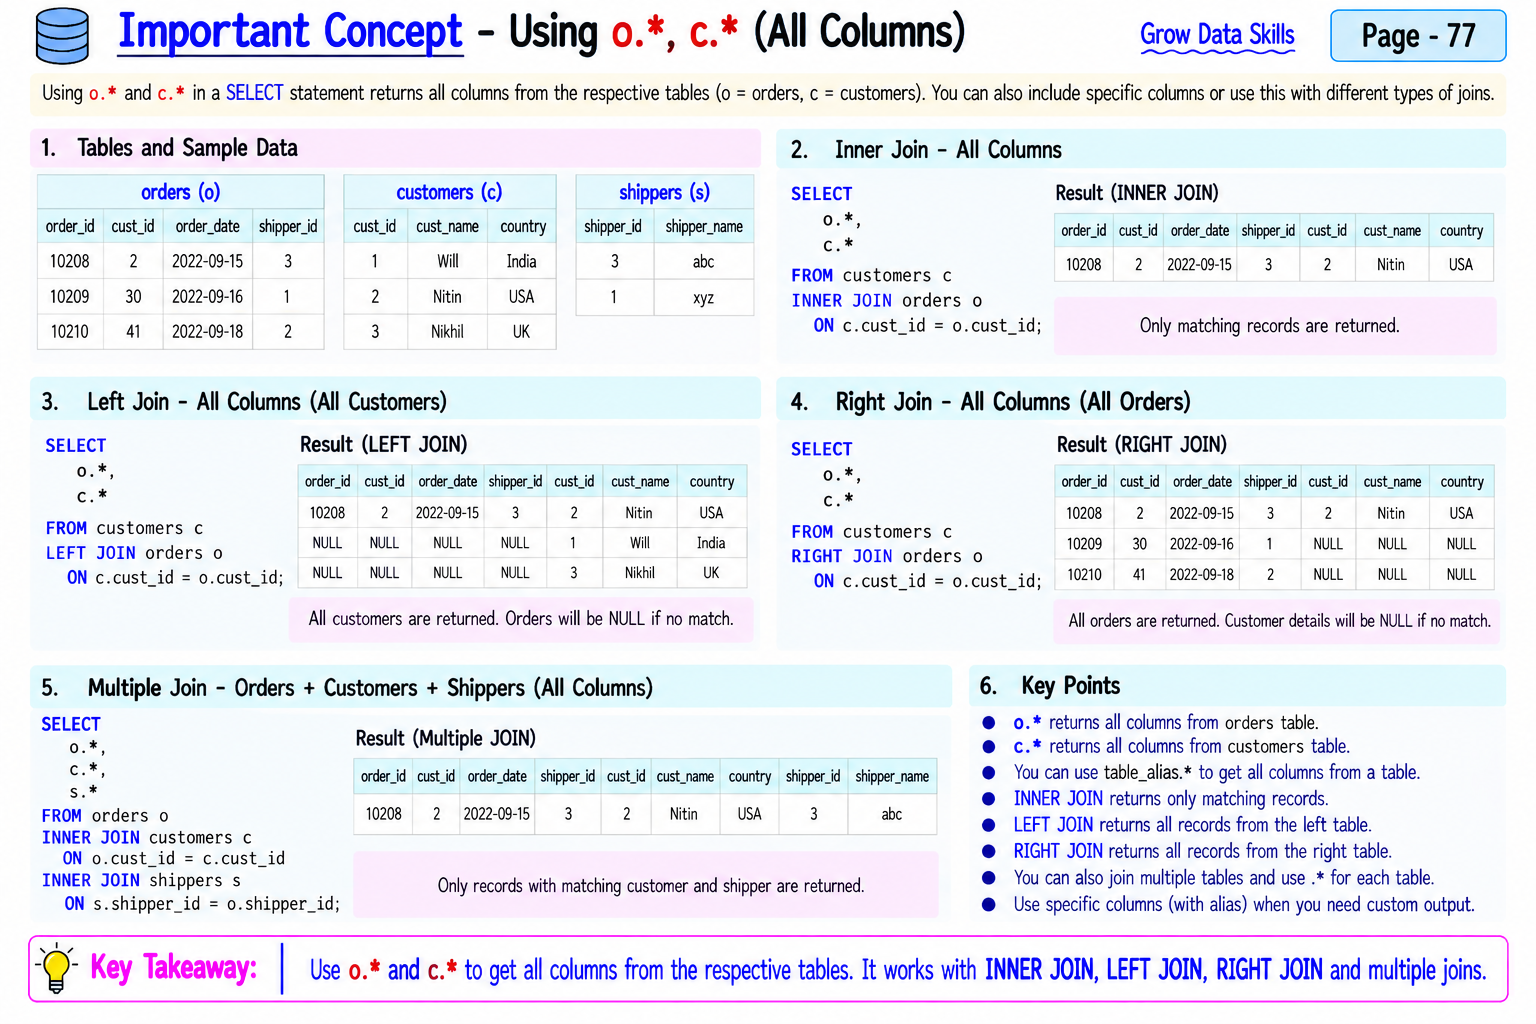 Important Concept - Using o.*, c.* (All Columns)
Grow Data Skills
Page - 77
Using o.* and c.* in a SELECT statement returns all columns from the respective tables (o = orders, c = customers). You can also include specific columns or use this with different types of joins.
1. Tables and Sample Data
orders (o)
order_id cust_id order_date shipper_id
10208 2 2022-09-15 3
10209 30 2022-09-16 1
10210 41 2022-09-18 2
customers (c)
cust_id cust_name country
1 Will India
2 Nitin USA
3 Nikhil UK
shippers (s)
shipper_id shipper_name
3 abc
1 xyz
2. Inner Join - All Columns
SELECT
o.*,
c.*
FROM customers c
INNER JOIN orders o
ON c.cust_id = o.cust_id;
Result (INNER JOIN)
order_id cust_id order_date shipper_id cust_id cust_name country
10208 2 2022-09-15 3 2 Nitin USA
Only matching records are returned.
3. Left Join - All Columns (All Customers)
SELECT
o.*,
c.*
FROM customers c
LEFT JOIN orders o
ON c.cust_id = o.cust_id;
Result (LEFT JOIN)
order_id cust_id order_date shipper_id cust_id cust_name country
10208 2 2022-09-15 3 2 Nitin USA
NULL NULL NULL NULL 1 Will India
NULL NULL NULL NULL 3 Nikhil UK
All customers are returned. Orders will be NULL if no match.
4. Right Join - All Columns (All Orders)
SELECT
o.*,
c.*
FROM customers c
RIGHT JOIN orders o
ON c.cust_id = o.cust_id;
Result (RIGHT JOIN)
order_id cust_id order_date shipper_id cust_id cust_name country
10208 2 2022-09-15 3 2 Nitin USA
10209 30 2022-09-16 1 NULL NULL NULL
10210 41 2022-09-18 2 NULL NULL NULL
All orders are returned. Customer details will be NULL if no match.
5. Multiple Join - Orders + Customers + Shippers (All Columns)
SELECT
o.*,
c.*,
s.*
FROM orders o
INNER JOIN customers c
ON o.cust_id = c.cust_id
INNER JOIN shippers s
ON s.shipper_id = o.shipper_id;
Result (Multiple JOIN)
order_id cust_id order_date shipper_id cust_id cust_name country shipper_id shipper_name
10208 2 2022-09-15 3 2 Nitin USA 3 abc
Only records with matching customer and shipper are returned.
6. Key Points
● o.* returns all columns from orders table.
● c.* returns all columns from customers table.
● You can use table_alias.* to get all columns from a table.
● INNER JOIN returns only matching records.
● LEFT JOIN returns all records from the left table.
● RIGHT JOIN returns all records from the right table.
● You can also join multiple tables and use .* for each table.
● Use specific columns (with alias) when you need custom output.
Key Takeaway:
Use o.* and c.* to get all columns from the respective tables. It works with INNER JOIN, LEFT JOIN, RIGHT JOIN and multiple joins.